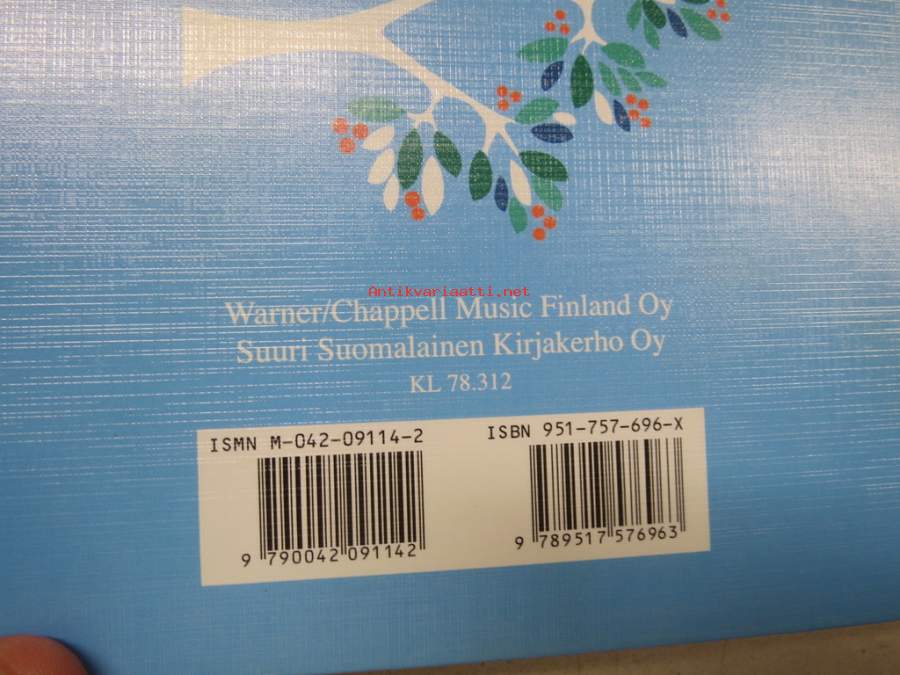 Antikvariaatti.net
Warner/Chappell Music Finland Oy
Suuri Suomalainen Kirjakerho Oy
KL 78.312
ISMN M-042-09114-2
9 790042 091142
ISBN 951-757-696-X
9 789517 576963